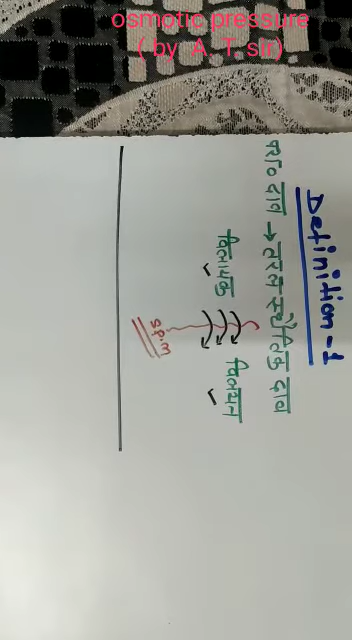 osmotic pressure
( by A. T. sir)
Definition-1
परा० दाब → तरल स्थैतिक दाब
विलायक विलयन
S.P.M